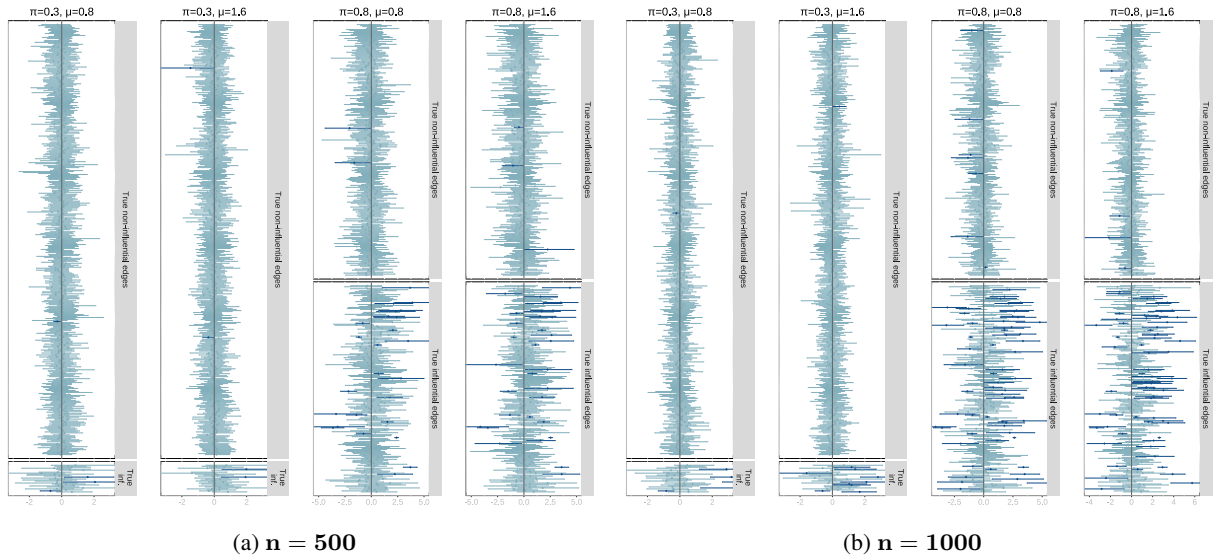 π=0.3, μ=0.8
π=0.3, μ=1.6
π=0.8, μ=0.8
π=0.8, μ=1.6
π=0.3, μ=0.8
π=0.3, μ=1.6
π=0.8, μ=0.8
π=0.8, μ=1.6
True non-influential edges
True non-influential edges
True non-influential edges
True non-influential edges
True non-influential edges
True non-influential edges
True non-influential edges
True non-influential edges
True influential edges
True influential edges
True influential edges
True influential edges
True
inf.
True
inf.
True
inf.
True
inf.
-2 0 2
-2 0 2
-5.0 -2.5 0.0 2.5 5.0
-5.0 -2.5 0.0 2.5 5.0
-2 0 2
-2 0 2
-2.5 0.0 2.5 5.0
-4 -2 0 2 4 6
(a) n = 500
(b) n = 1000